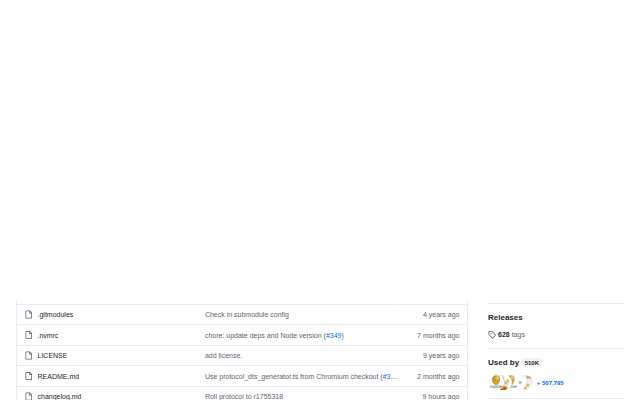 .gitmodules Check in submodule config 4 years ago
.nvmrc chore: update deps and Node version (#349) 7 months ago
LICENSE add license. 9 years ago
README.md Use protocol_dts_generator.ts from Chromium checkout (#3… 2 months ago
changelog.md Roll protocol to r1755318 9 hours ago
Releases
628 tags
Used by 510K
+ 507,795